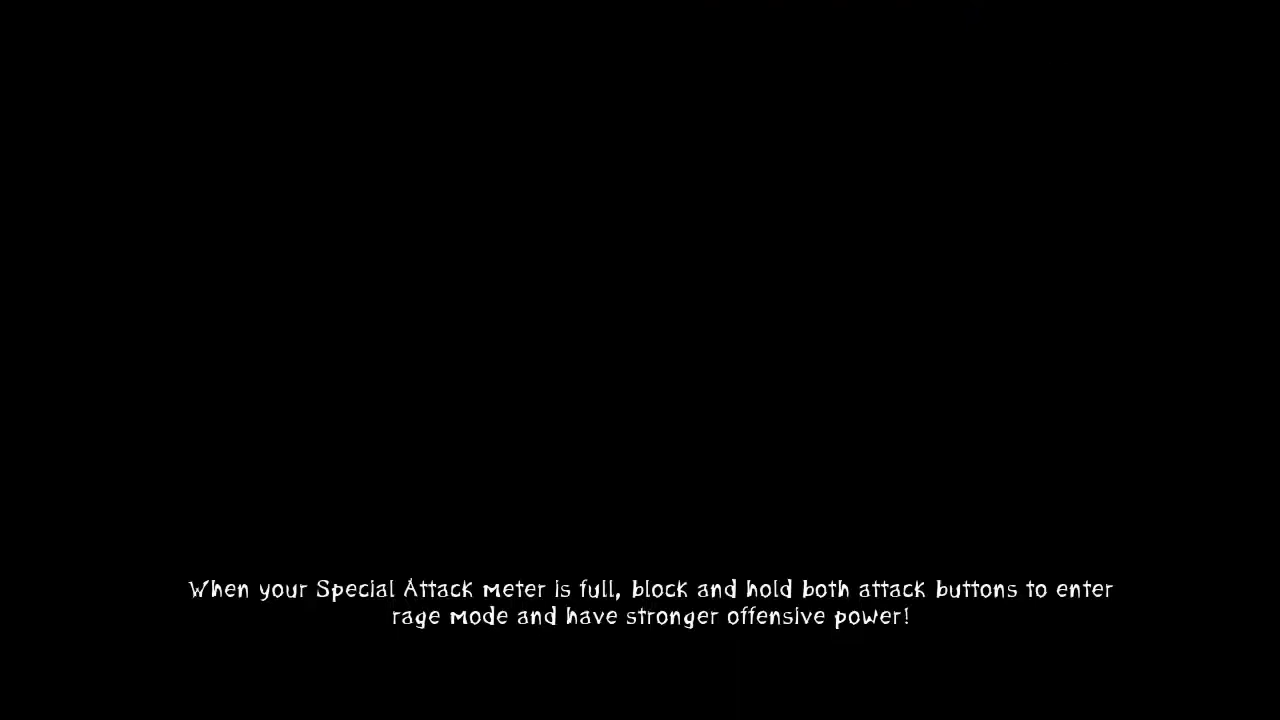 When your Special Attack meter is full, block and hold both attack buttons to enter
rage mode and have stronger offensive power!